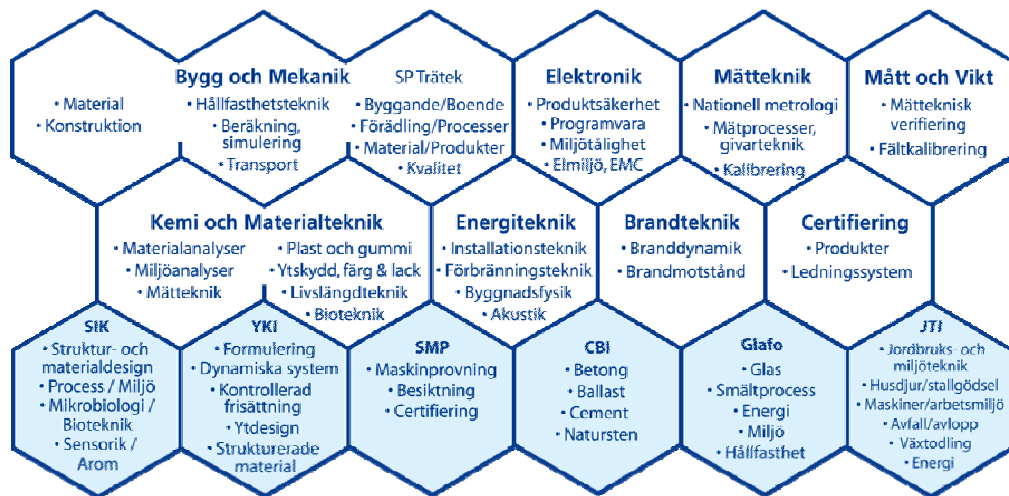 Bygg och Mekanik
• Material
• Konstruktion
• Hållfasthetsteknik
• Beräkning,
simulering
• Transport
SP Trätek
• Byggande/Boende
• Förädling/Processer
• Material/Produkter
• Kvalitet
Elektronik
• Produktsäkerhet
• Programvara
• Miljötålighet
• Elmiljö, EMC
Mätteknik
• Nationell metrologi
• Mätprocesser,
givarteknik
• Kalibrering
Mått och Vikt
• Mätteknisk
verifiering
• Fältkalibrering
Kemi och Materialteknik
• Materialanalyser
• Miljöanalyser
• Mätteknik
• Plast och gummi
• Ytskydd, färg & lack
• Livslängdteknik
• Bioteknik
Energiteknik
• Installationsteknik
• Förbränningsteknik
• Byggnadsfysik
• Akustik
Brandteknik
• Branddynamik
• Brandmotstånd
Certifiering
• Produkter
• Ledningssystem
SIK
• Struktur- och
materialdesign
• Process / Miljö
• Mikrobiologi /
Bioteknik
• Sensorik /
Arom
YKI
• Formulering
• Dynamiska system
• Kontrollerad
frisättning
• Ytdesign
• Strukturerade
material
SMP
• Maskinprovning
• Besiktning
• Certifiering
CBI
• Betong
• Ballast
• Cement
• Natursten
Glafo
• Glas
• Smältprocess
• Energi
• Miljö
• Hållfasthet
JTI
• Jordbruks- och
miljöteknik
• Husdjur/stallgödsel
• Maskiner/arbetsmiljö
• Avfall/avlopp
• Växtodling
• Energi